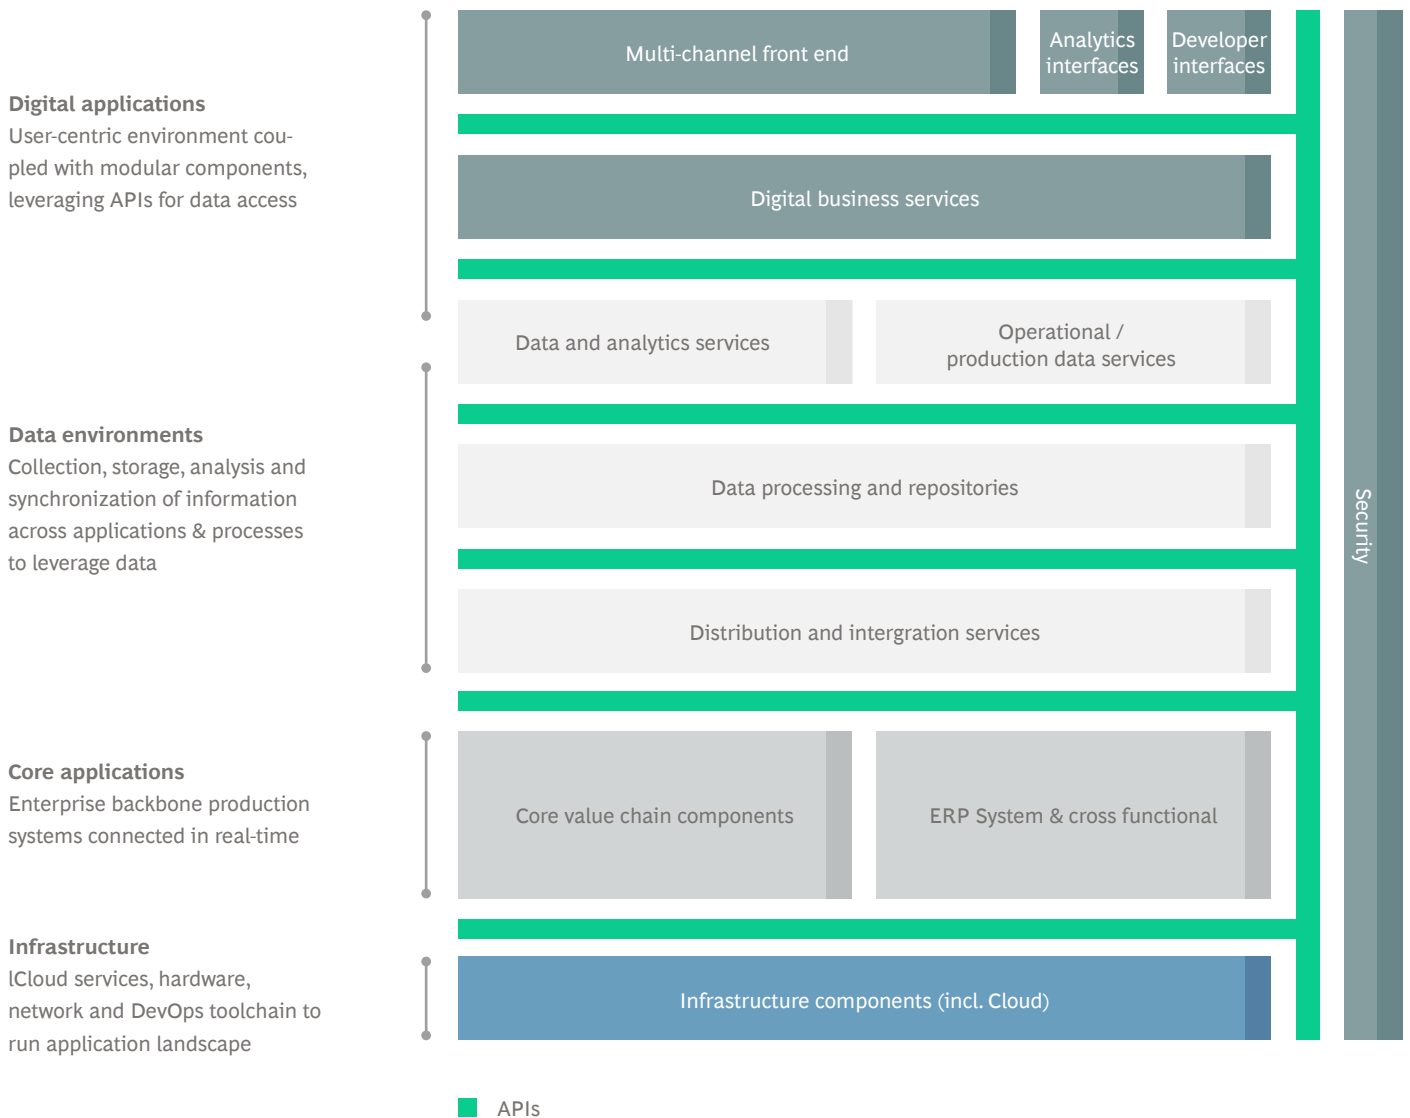 Multi-channel front end
Analytics
interfaces
Developer
interfaces
Digital applications
User-centric environment cou-
pled with modular components,
leveraging APIs for data access
Digital business services
Data and analytics services
Operational /
production data services
Data environments
Collection, storage, analysis and
synchronization of information
across applications & processes
to leverage data
Data processing and repositories
Distribution and intergration services
Security
Core applications
Enterprise backbone production
systems connected in real-time
Core value chain components
ERP System & cross functional
Infrastructure
lCloud services, hardware,
network and DevOps toolchain to
run application landscape
Infrastructure components (incl. Cloud)
APIs